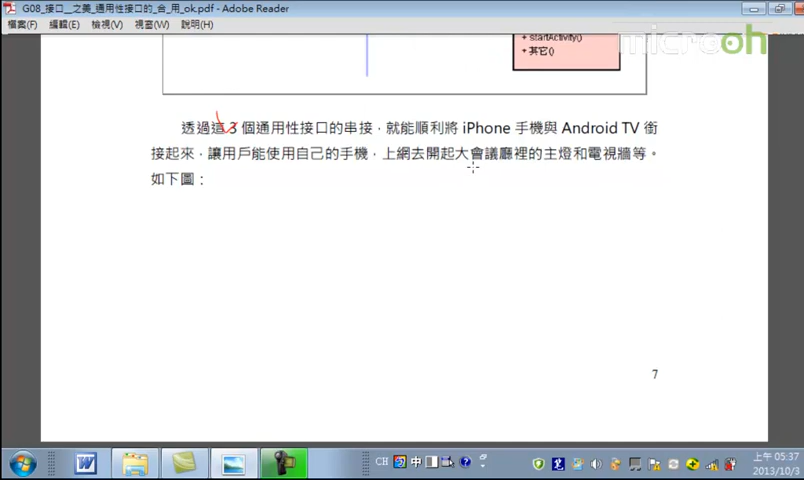 G08_接口__之美_通用性接口的_合_用_ok.pdf - Adobe Reader
檔案(F) 編輯(E) 檢視(V) 視窗(W) 說明(H)
microoh
+ startActivity()
+ 其它()
透過這 3 個通用性接口的串接，就能順利將 iPhone 手機與 Android TV 銜
接起來，讓用戶能使用自己的手機，上網去開起大會議廳裡的主燈和電視牆等。
如下圖：
7
CH 中
上午 05:37
2013/10/3